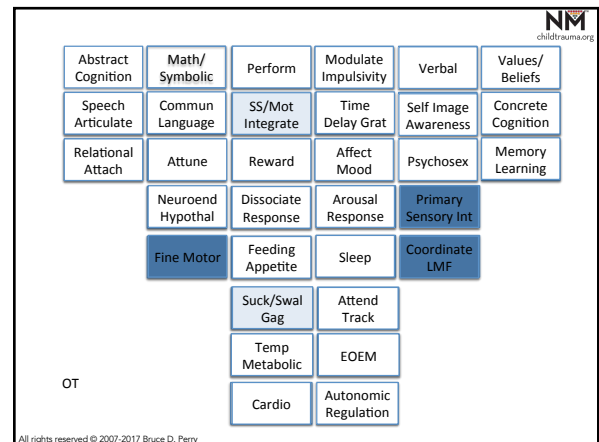 NM
childtrauma.org
Abstract Cognition
Math/ Symbolic
Perform
Modulate Impulsivity
Verbal
Values/ Beliefs
Speech Articulate
Commun Language
SS/Mot Integrate
Time Delay Grat
Self Image Awareness
Concrete Cognition
Relational Attach
Attune
Reward
Affect Mood
Psychosex
Memory Learning
Neuroend Hypothal
Dissociate Response
Arousal Response
Primary Sensory Int
Fine Motor
Feeding Appetite
Sleep
Coordinate LMF
Suck/Swal Gag
Attend Track
Temp Metabolic
EOEM
OT
Cardio
Autonomic Regulation
All rights reserved © 2007-2017 Bruce D. Perry